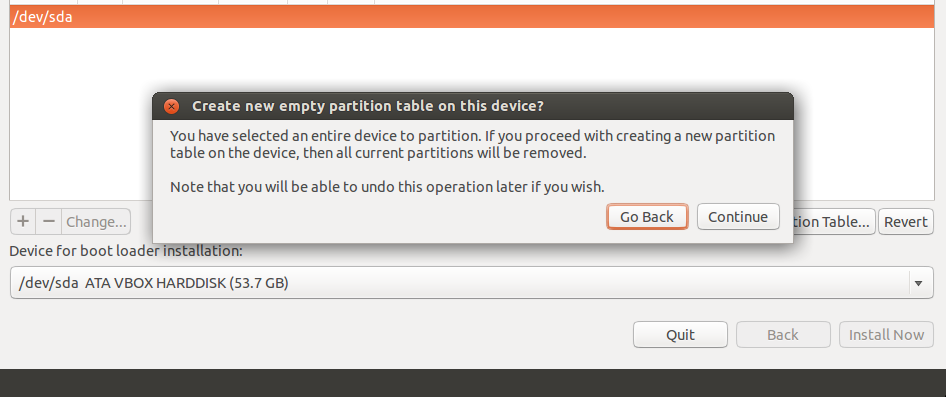 /dev/sda
Create new empty partition table on this device?
You have selected an entire device to partition. If you proceed with creating a new partition
table on the device, then all current partitions will be removed.
Note that you will be able to undo this operation later if you wish.
Go Back Continue
+ − Change... tion Table... Revert
Device for boot loader installation:
/dev/sda ATA VBOX HARDDISK (53.7 GB)
Quit Back Install Now